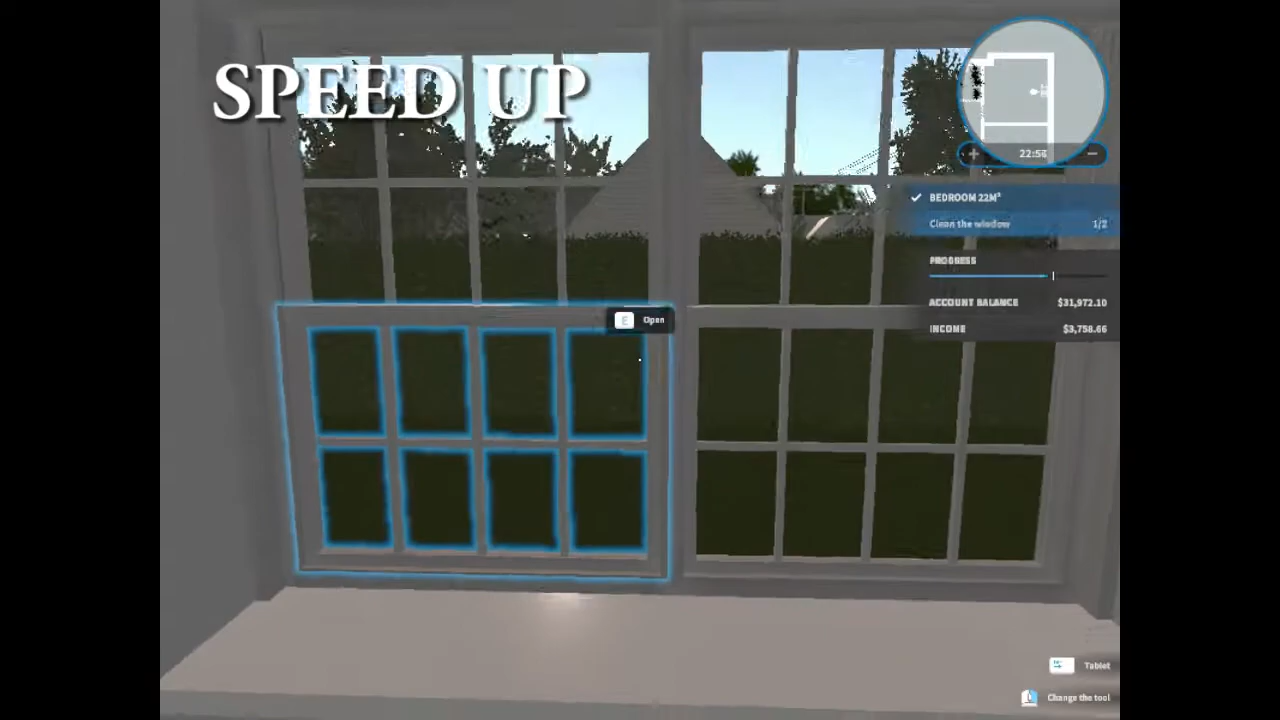 SPEED UP
+ 22:56 −
BEDROOM 22M²
Clean the window 1/2
PROGRESS
ACCOUNT BALANCE $31,972.10
INCOME $3,758.66
E Open
Tablet
Change the tool